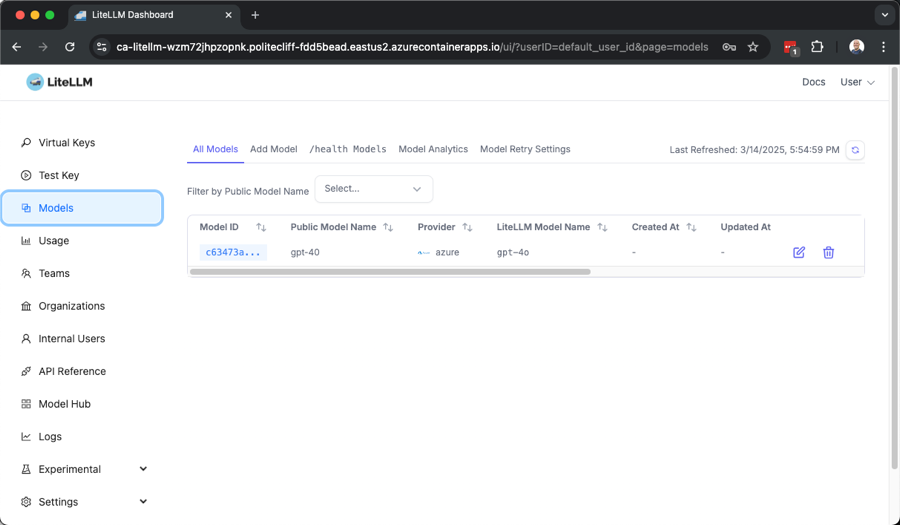 LiteLLM Dashboard
ca-litellm-wzm72jhpzopnk.politecliff-fdd5bead.eastus2.azurecontainerapps.io/ui/?userID=default_user_id&page=models
1
LiteLLM
Docs User
Virtual Keys
Test Key
Models
Usage
Teams
Organizations
Internal Users
API Reference
Model Hub
Logs
Experimental
Settings
All Models Add Model /health Models Model Analytics Model Retry Settings Last Refreshed: 3/14/2025, 5:54:59 PM
Filter by Public Model Name Select...
Model ID Public Model Name Provider LiteLLM Model Name Created At Updated At
c63473a... gpt-40 azure gpt-4o - -